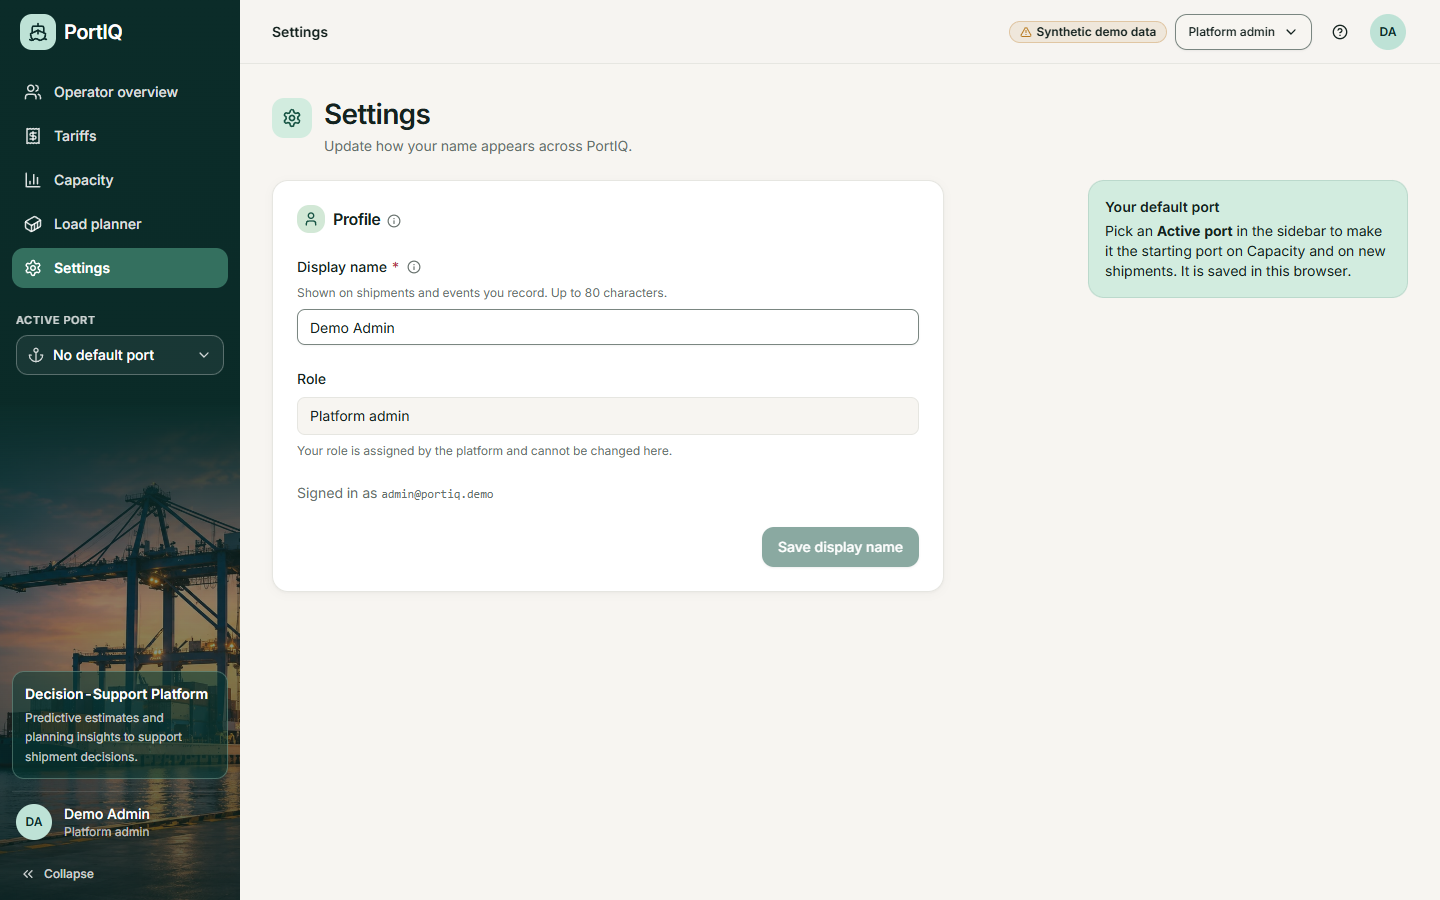 PortIQ
Operator overview
Tariffs
Capacity
Load planner
Settings
ACTIVE PORT
No default port
Decision-Support Platform
Predictive estimates and
planning insights to support
shipment decisions.
DA
Demo Admin
Platform admin
Collapse
Settings
Synthetic demo data
Platform admin
DA
Settings
Update how your name appears across PortIQ.
Profile
Display name *
Shown on shipments and events you record. Up to 80 characters.
Demo Admin
Role
Platform admin
Your role is assigned by the platform and cannot be changed here.
Signed in as admin@portiq.demo
Save display name
Your default port
Pick an Active port in the sidebar to make
it the starting port on Capacity and on new
shipments. It is saved in this browser.